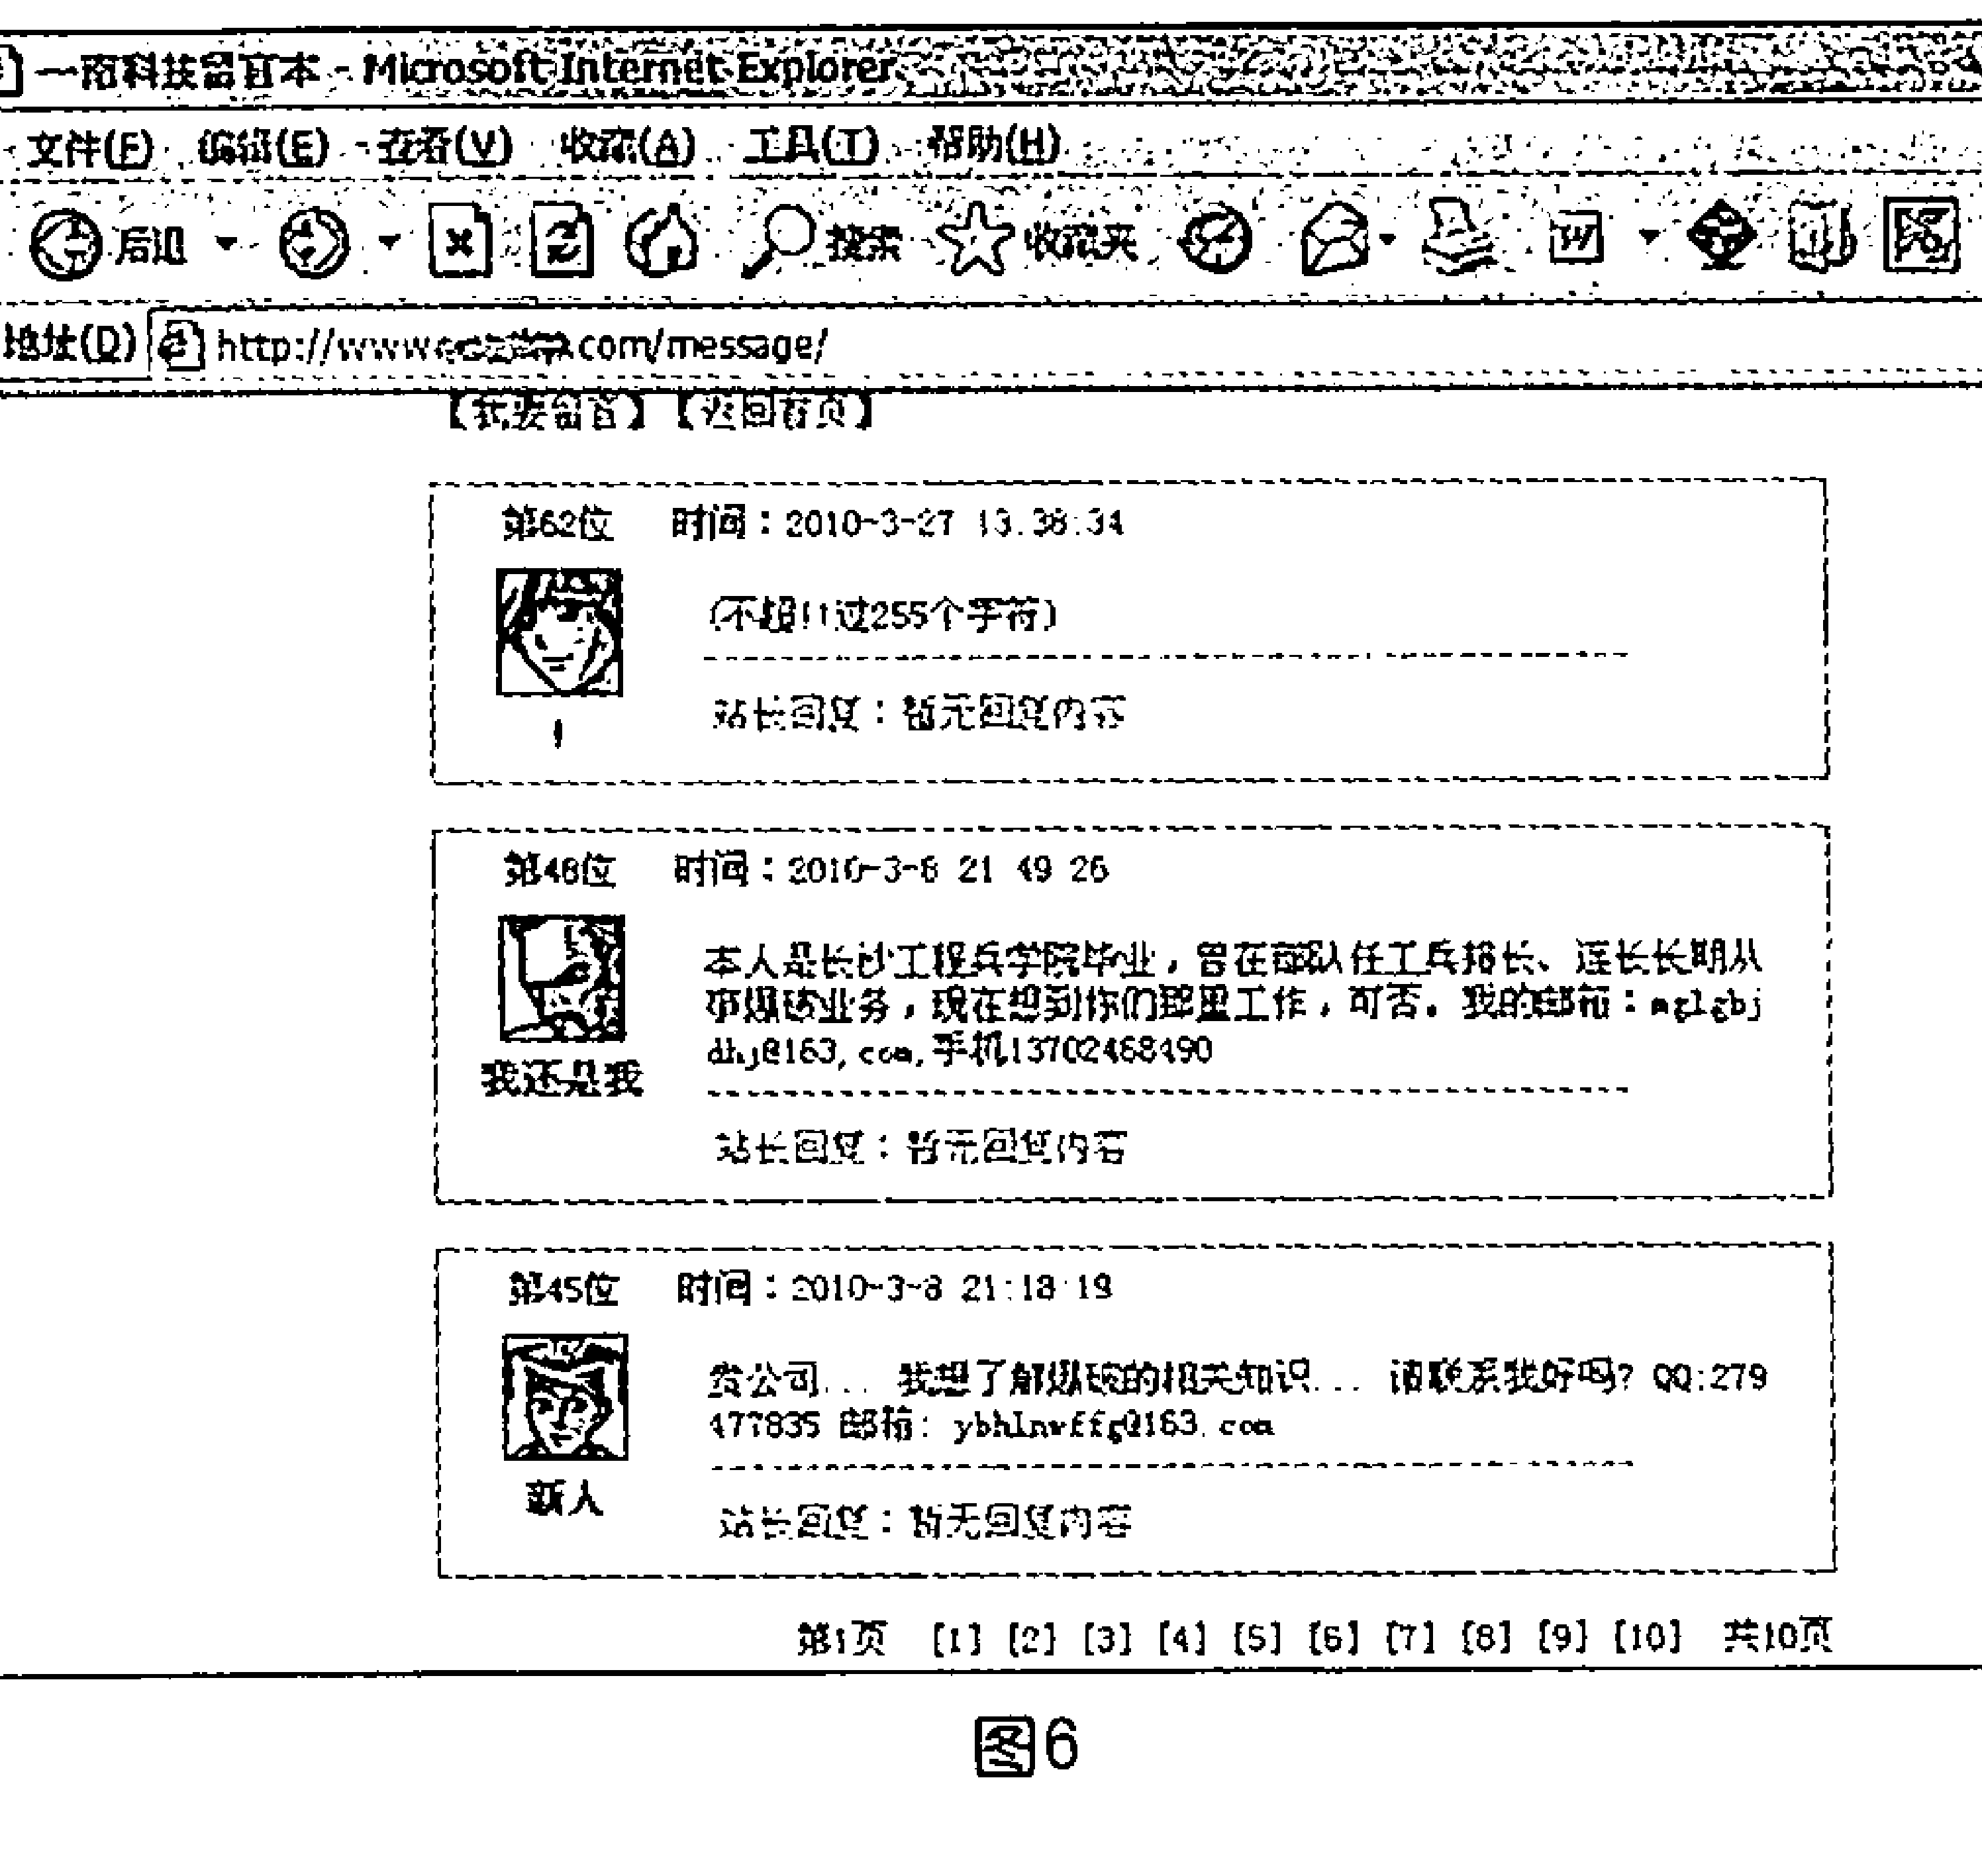 一雨科技留言本 - Microsoft Internet Explorer
文件(F) 编辑(E) 查看(V) 收藏(A) 工具(T) 帮助(H)
后退 搜索 收藏夹
地址(D) http://www. .com/message/
【我要留言】【返回首页】
第62位 时间：2010-3-27 13:38:34
(不超!!过255个字符)
站长回复：暂无回复内容
第48位 时间：2010-3-8 21:49:26
本人是长沙工程兵学院毕业，曾在部队任工兵排长、连长长期从
事爆破业务，现在想到你们那里工作，可否。我的邮箱：
@163.com,手机13702468490
我还是我
站长回复：暂无回复内容
第45位 时间：2010-3-8 21:18:19
贵公司... 我想了解爆破的相关知识... 请联系我好吗? QQ:279
477835 邮箱: @163.com
新人
站长回复：暂无回复内容
第1页 [1] [2] [3] [4] [5] [6] [7] [8] [9] [10] 共10页
图6